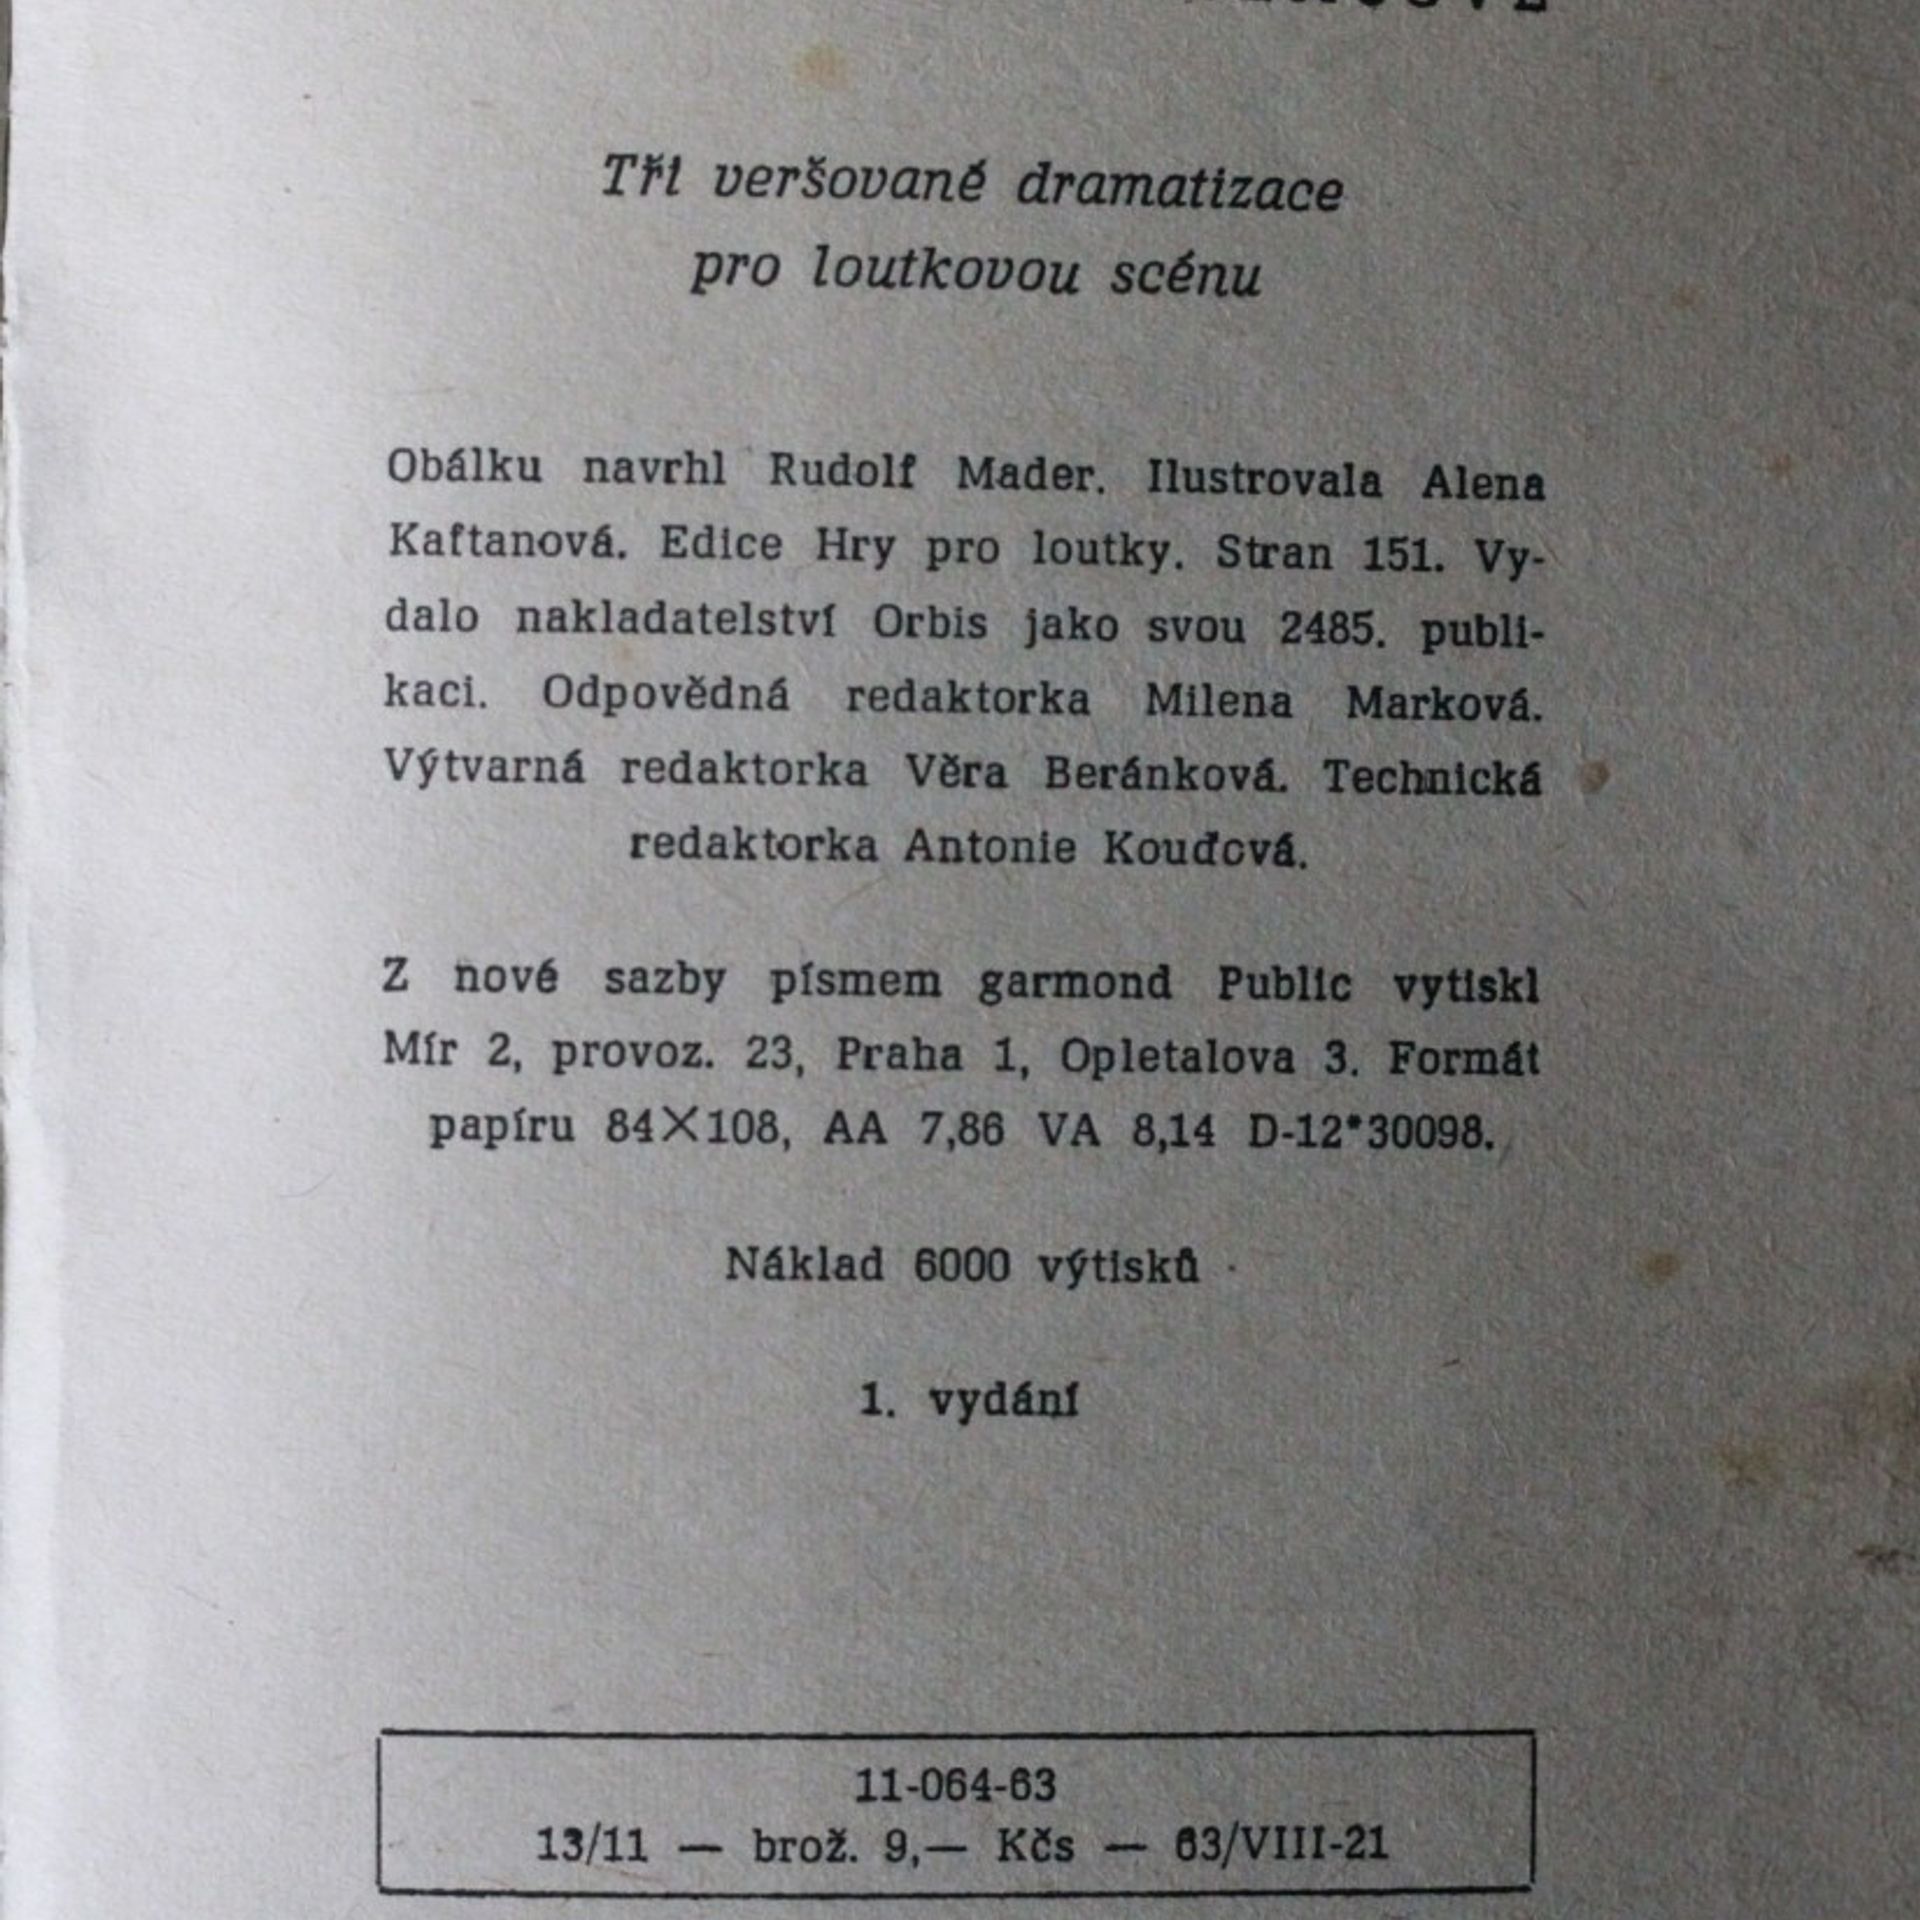 Tři veršované dramatizace
pro loutkovou scénu
Obálku navrhl Rudolf Mader. Ilustrovala Alena
Kaftanová. Edice Hry pro loutky. Stran 151. Vy-
dalo nakladatelství Orbis jako svou 2485. publi-
kaci. Odpovědná redaktorka Milena Marková.
Výtvarná redaktorka Věra Beránková. Technická
redaktorka Antonie Kouďová.
Z nové sazby písmem garmond Public vytiskl
Mír 2, provoz. 23, Praha 1, Opletalova 3. Formát
papíru 84×108, AA 7,86 VA 8,14 D-12*30098.
Náklad 6000 výtisků
1. vydání
11-064-63
13/11 — brož. 9,— Kčs — 63/VIII-21